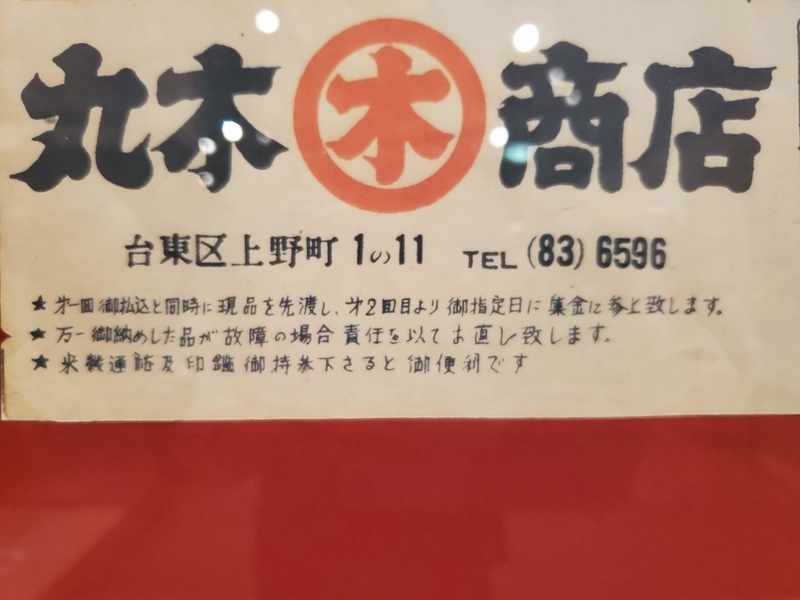 丸木 木 商店
台東区上野町1の11 TEL (83) 6596
★ 才一回御払込と同時に現品を先渡し、才2回目より御指定日に集金に参上致します。
★ 万一御納めした品が故障の場合責任を以てお直し致します。
★ 米穀通帳及印鑑御持参下さると御便利です